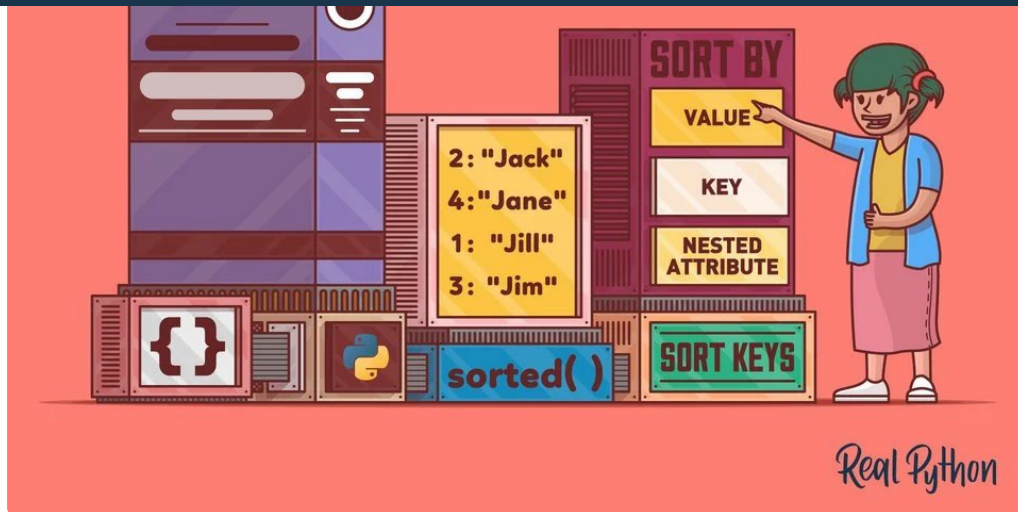 2: "Jack"
4:"Jane"
1: "Jill"
3: "Jim"
SORT BY
VALUE
KEY
NESTED
ATTRIBUTE
{}
sorted( )
SORT KEYS
Real Python